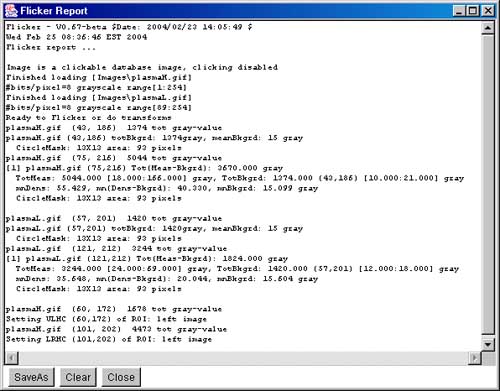 Flicker Report
Flicker - V0.67-beta $Date: 2004/02/23 14:05:49 $
Wed Feb 25 08:35:46 EST 2004
Flicker report ...
Image is a clickable database image, clicking disabled
Finished loading [Images\plasmaH.gif]
#bits/pixel=8 grayscale range[1:254]
Finished loading [Images\plasmaL.gif]
#bits/pixel=8 grayscale range[89:254]
Ready to Flicker or do transforms
plasmaH.gif (43, 186) 1374 tot gray-value
plasmaH.gif (43,186) totBkgrd: 1374gray, meanBkgrd: 15 gray
CircleMask: 13X13 area: 93 pixels
plasmaH.gif (75, 216) 5044 tot gray-value
[1] plasmaH.gif (75,216) Tot(Meas-Bkgrd): 3670.000 gray
TotMeas: 5044.000 [18.000:166.000] gray, TotBkgrd: 1374.000 (43,186) [10.000:21.000] gray
mnDens: 55.429, mn(Dens-Bkgrd): 40.330, mnBkgrd: 15.099 gray
CircleMask: 13X13 area: 93 pixels
plasmaL.gif (57, 201) 1420 tot gray-value
plasmaL.gif (57,201) totBkgrd: 1420gray, meanBkgrd: 15 gray
CircleMask: 13X13 area: 93 pixels
plasmaL.gif (121, 212) 3244 tot gray-value
[1] plasmaL.gif (121,212) Tot(Meas-Bkgrd): 1824.000 gray
TotMeas: 3244.000 [24.000:69.000] gray, TotBkgrd: 1420.000 (57,201) [12.000:18.000] gray
mnDens: 35.648, mn(Dens-Bkgrd): 20.044, mnBkgrd: 15.604 gray
CircleMask: 13X13 area: 93 pixels
plasmaH.gif (60, 172) 1678 tot gray-value
Setting ULHC (60,172) of ROI: left image
plasmaH.gif (101, 202) 4473 tot gray-value
Setting LRHC (101,202) of ROI: left image
SaveAs Clear Close